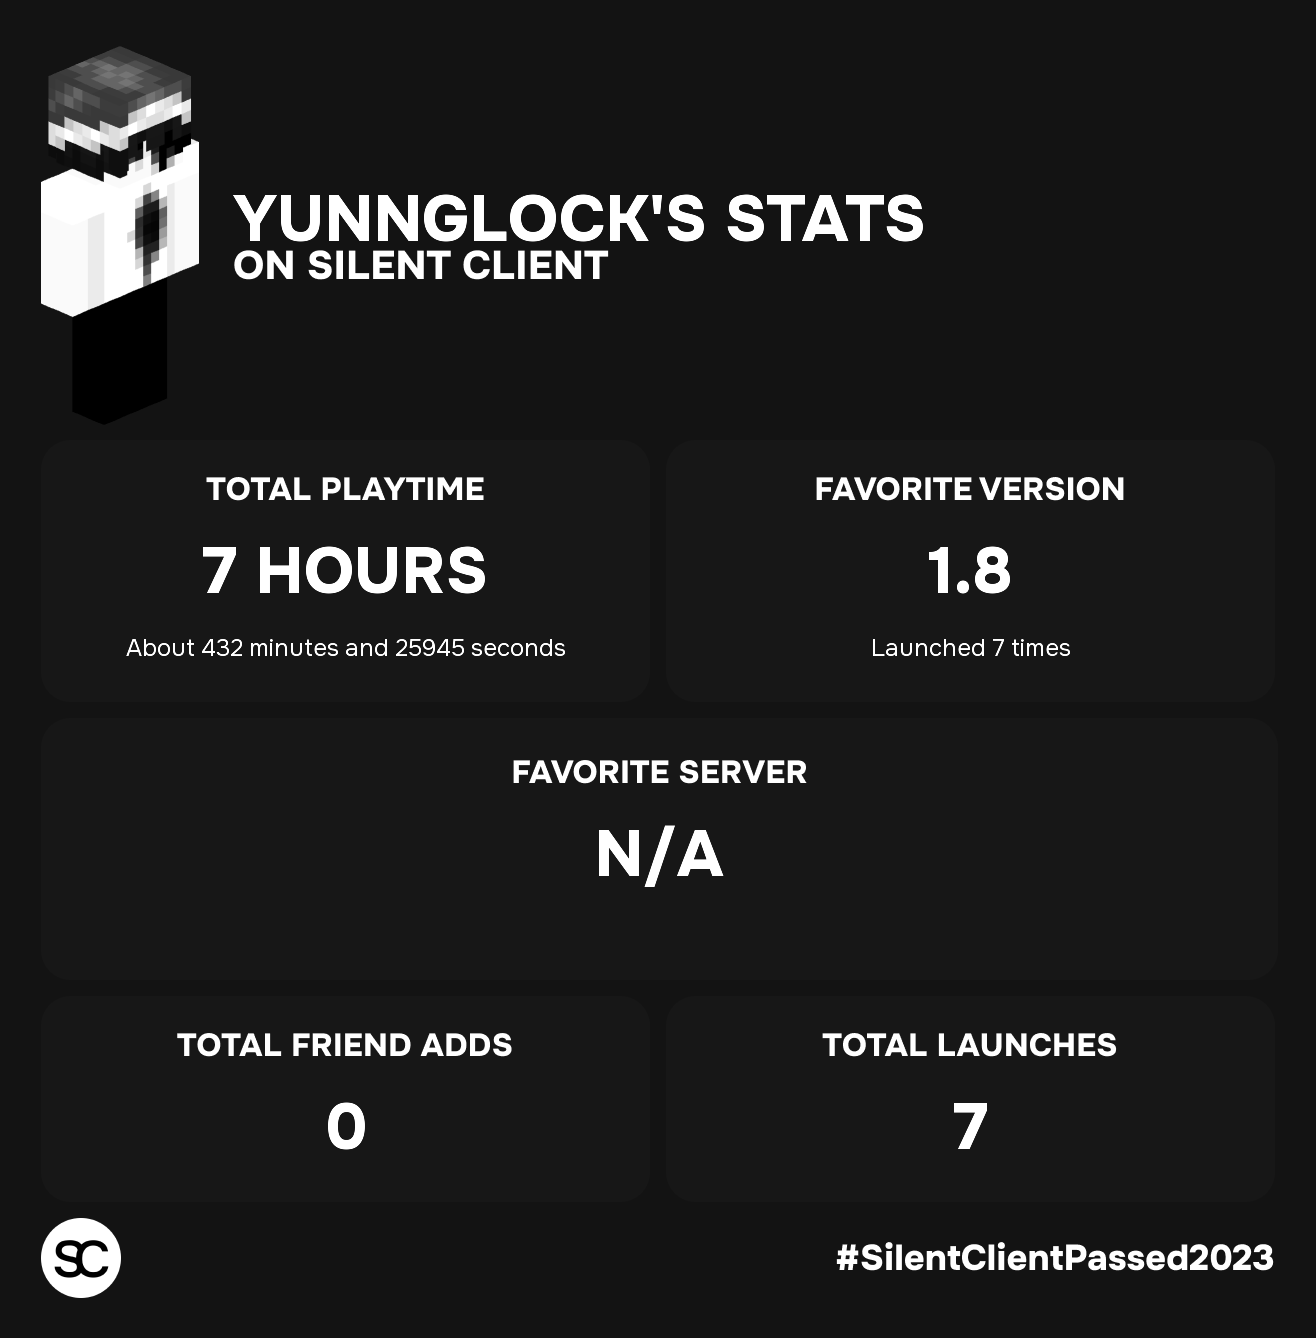 YUNNGLOCK'S STATS
ON SILENT CLIENT
TOTAL PLAYTIME
7 HOURS
About 432 minutes and 25945 seconds
FAVORITE VERSION
1.8
Launched 7 times
FAVORITE SERVER
N/A
TOTAL FRIEND ADDS
0
TOTAL LAUNCHES
7
SC
#SilentClientPassed2023